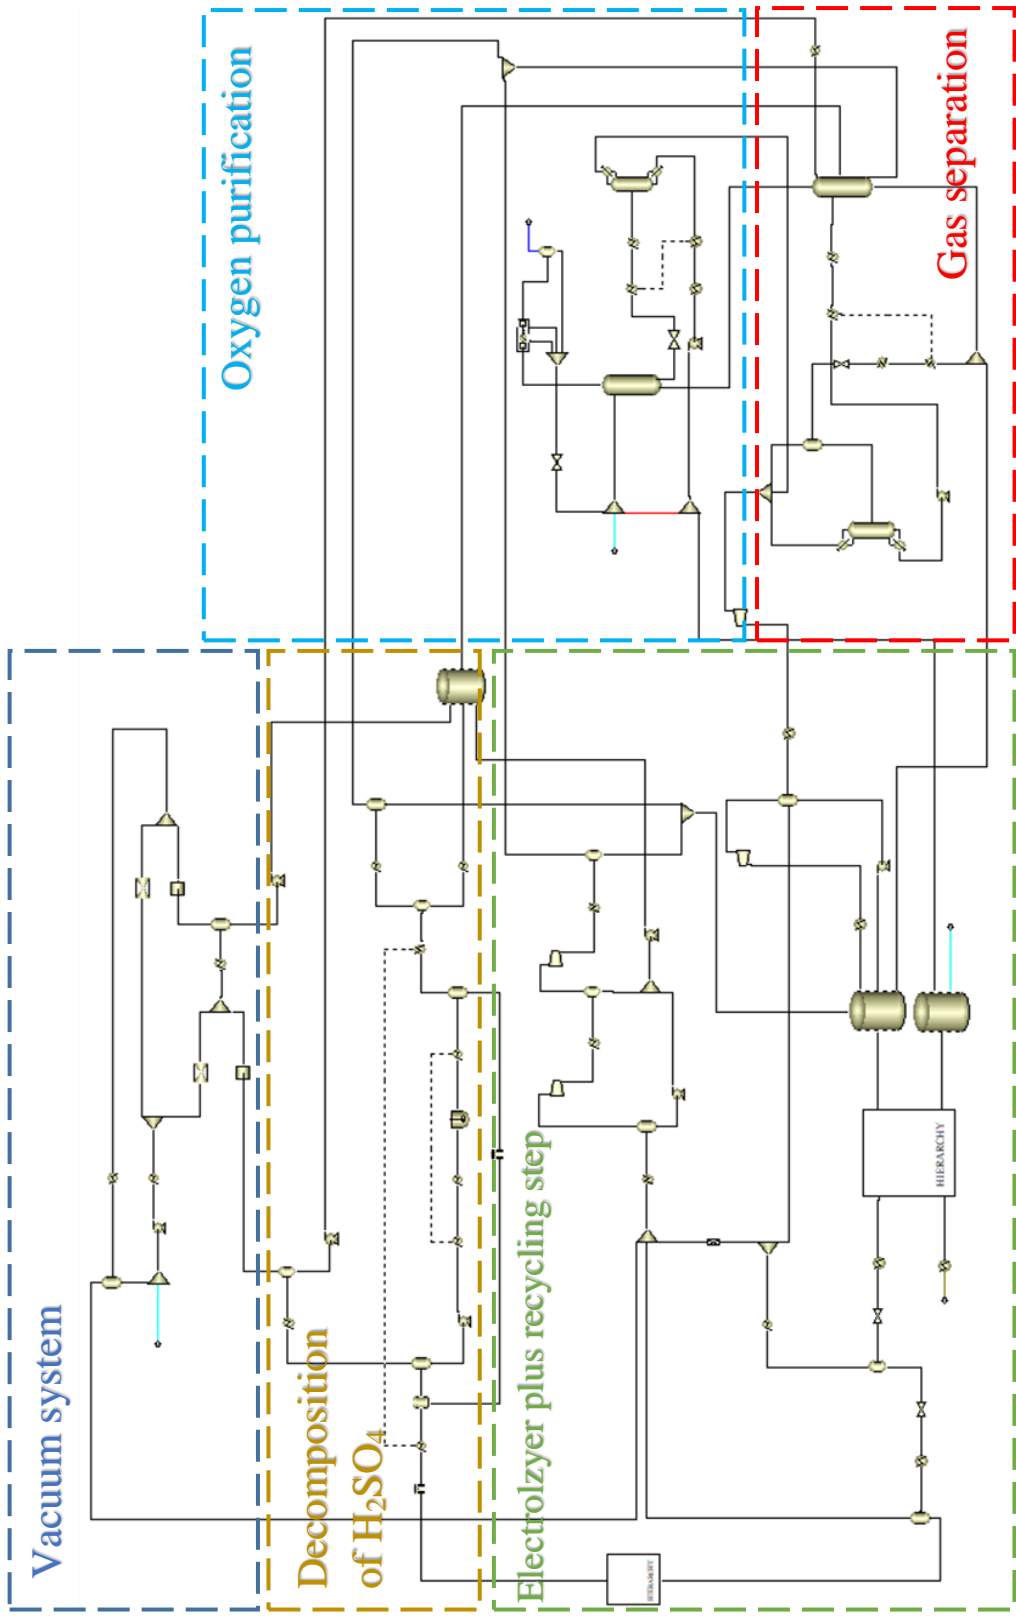 Vacuum system
Decomposition
of H₂SO₄
Electrolzyer plus recycling step
Oxygen purification
Gas separation
HIERARCHY
HIERARCHY